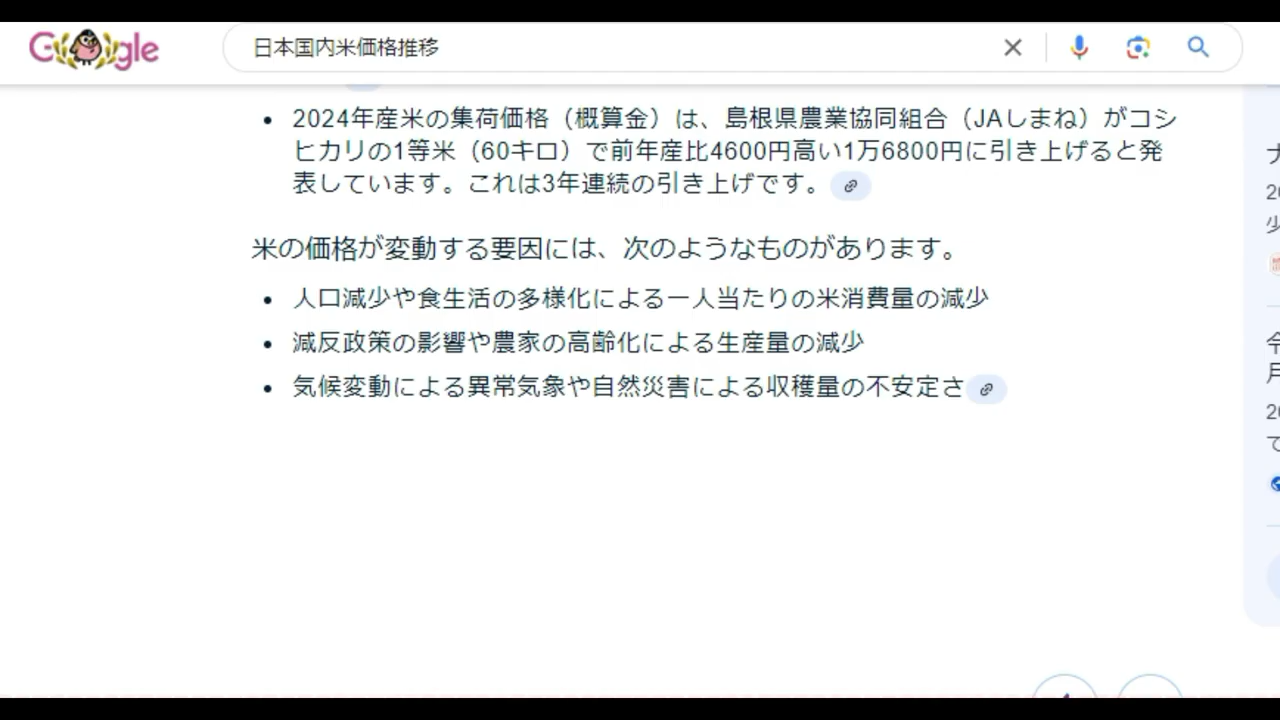 Google
日本国内米価格推移
2024年産米の集荷価格（概算金）は、島根県農業協同組合（JAしまね）がコシ
ヒカリの1等米（60キロ）で前年産比4600円高い1万6800円に引き上げると発
表しています。これは3年連続の引き上げです。
米の価格が変動する要因には、次のようなものがあります。
人口減少や食生活の多様化による一人当たりの米消費量の減少
減反政策の影響や農家の高齢化による生産量の減少
気候変動による異常気象や自然災害による収穫量の不安定さ